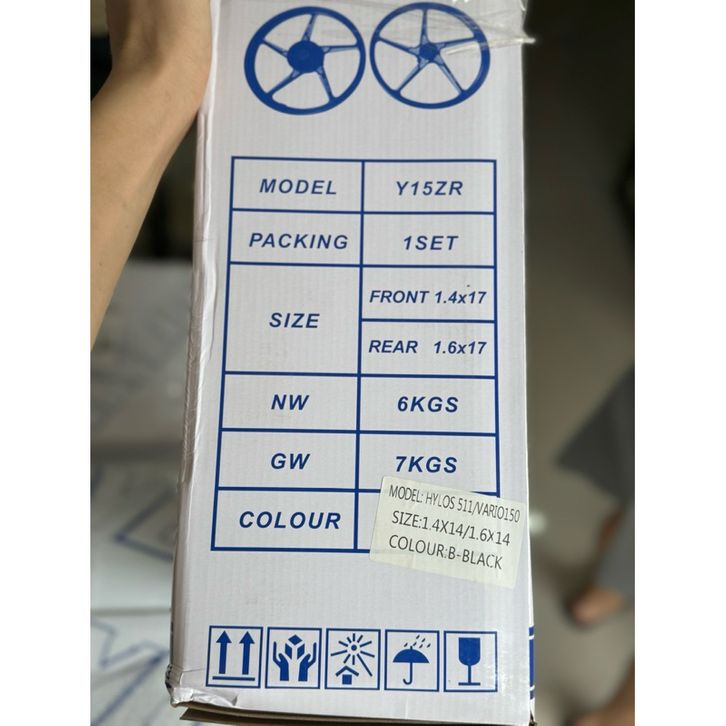 MODEL Y15ZR
PACKING 1SET
SIZE FRONT 1.4x17
REAR 1.6x17
NW 6KGS
GW 7KGS
COLOUR
MODEL: HYLOS 511/VARIO150
SIZE:1.4X14/1.6X14
COLOUR:B-BLACK